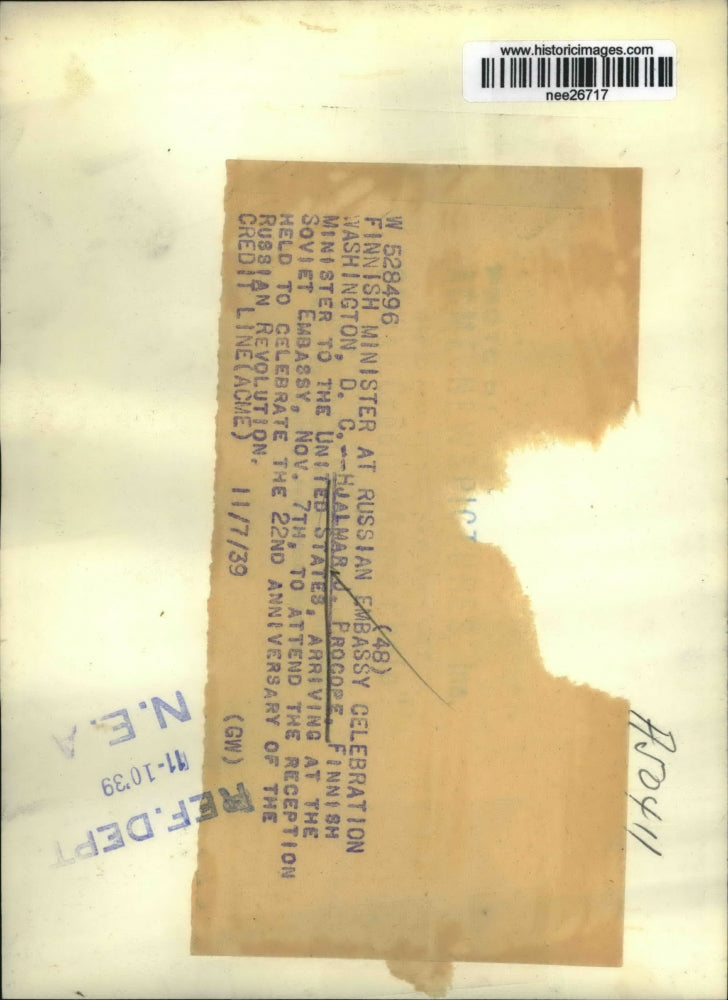 www.historicimages.com
nee26717
W 528496 (48)
FINNISH MINISTER AT RUSSIAN EMBASSY CELEBRATION
WASHINGTON, D. C.--HJALMAR J. PROCOPE, FINNISH
MINISTER TO THE UNITED STATES, ARRIVING AT THE
SOVIET EMBASSY, NOV. 7TH, TO ATTEND THE RECEPTION
HELD TO CELEBRATE THE 22ND ANNIVERSARY OF THE
RUSSIAN REVOLUTION.
CREDIT LINE(ACME) 11/7/39 (GW)
N.E.A
11-10'39
REF.DEPT